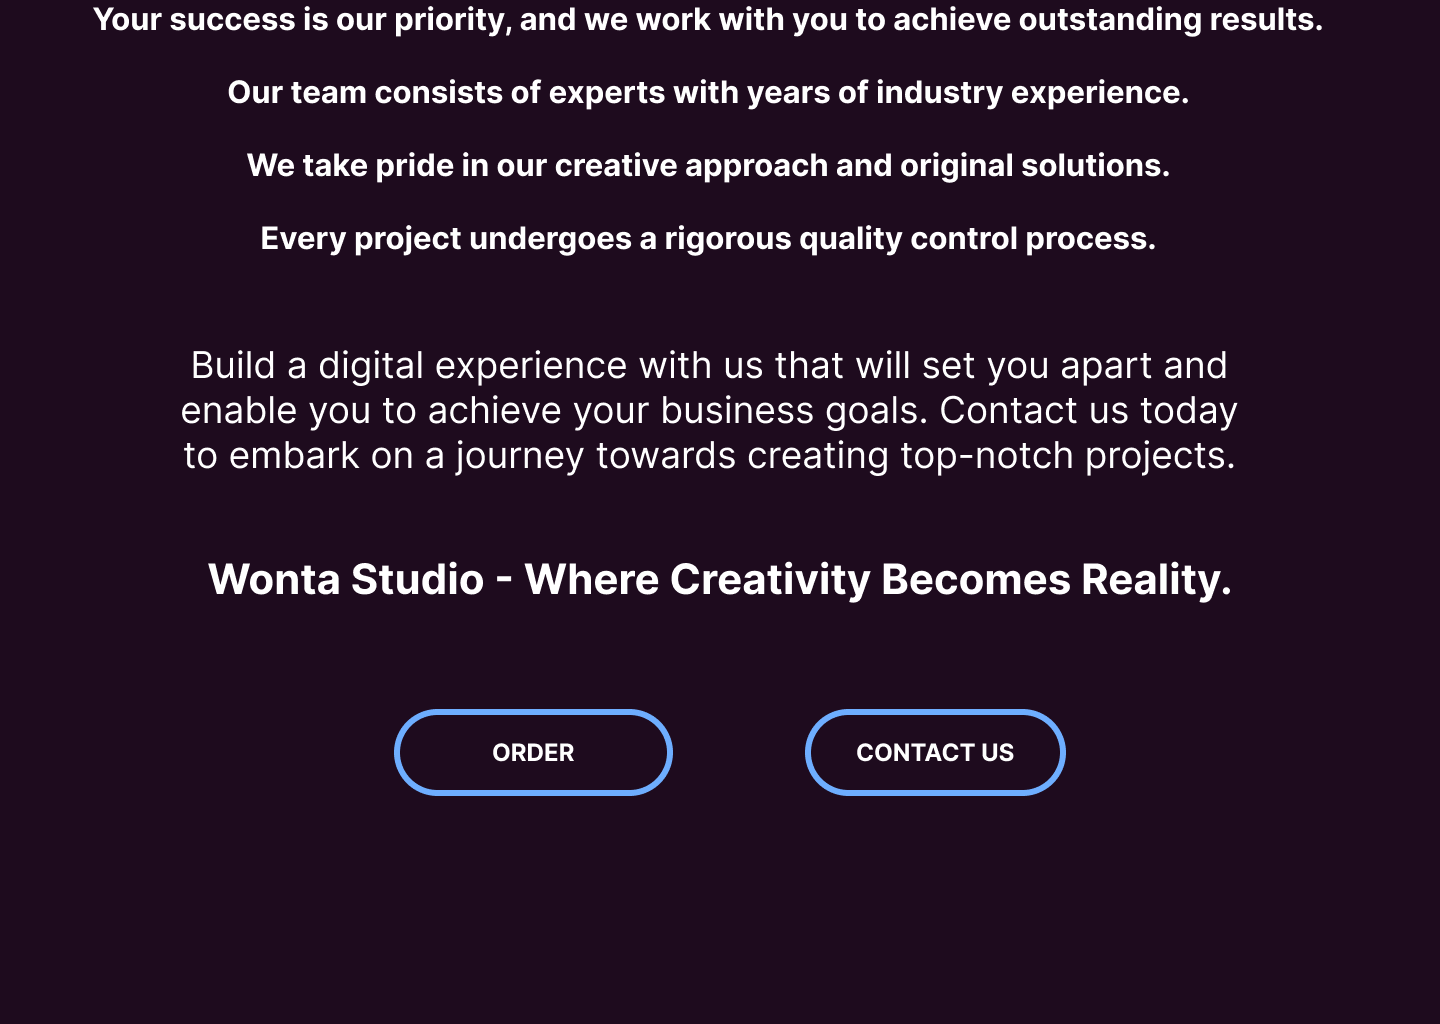 Your success is our priority, and we work with you to achieve outstanding results.
Our team consists of experts with years of industry experience.
We take pride in our creative approach and original solutions.
Every project undergoes a rigorous quality control process.
Build a digital experience with us that will set you apart and
enable you to achieve your business goals. Contact us today
to embark on a journey towards creating top-notch projects.
Wonta Studio - Where Creativity Becomes Reality.
ORDER
CONTACT US